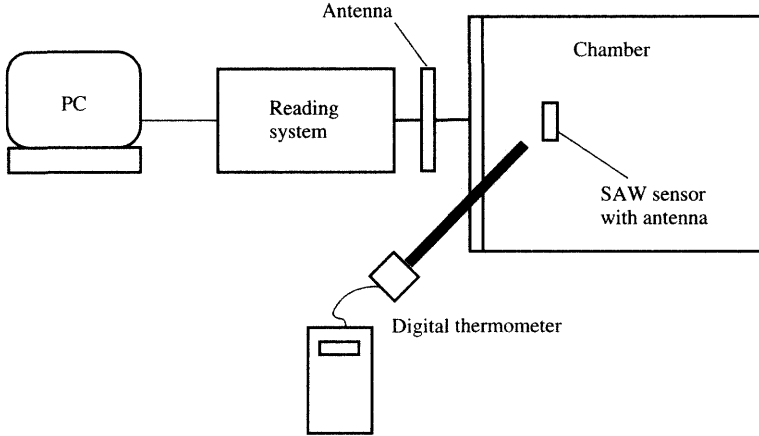 Antenna
Chamber
PC
Reading
system
SAW sensor
with antenna
Digital thermometer